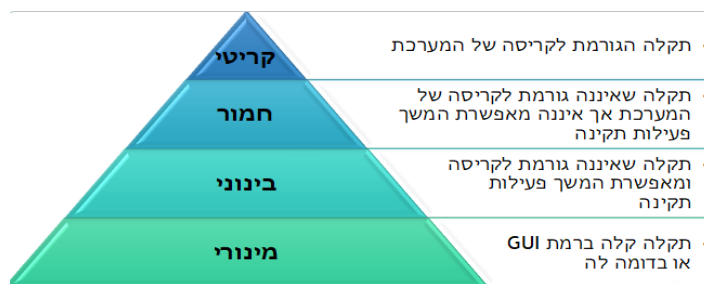 קריטי
תקלה הגורמת לקריסה של המערכת
חמור
תקלה שאיננה גורמת לקריסה של
המערכת אך איננה מאפשרת המשך
פעילות תקינה
בינוני
תקלה שאיננה גורמת לקריסה
ומאפשרת המשך פעילות
תקינה
מינורי
תקלה קלה ברמת GUI
או בדומה לה